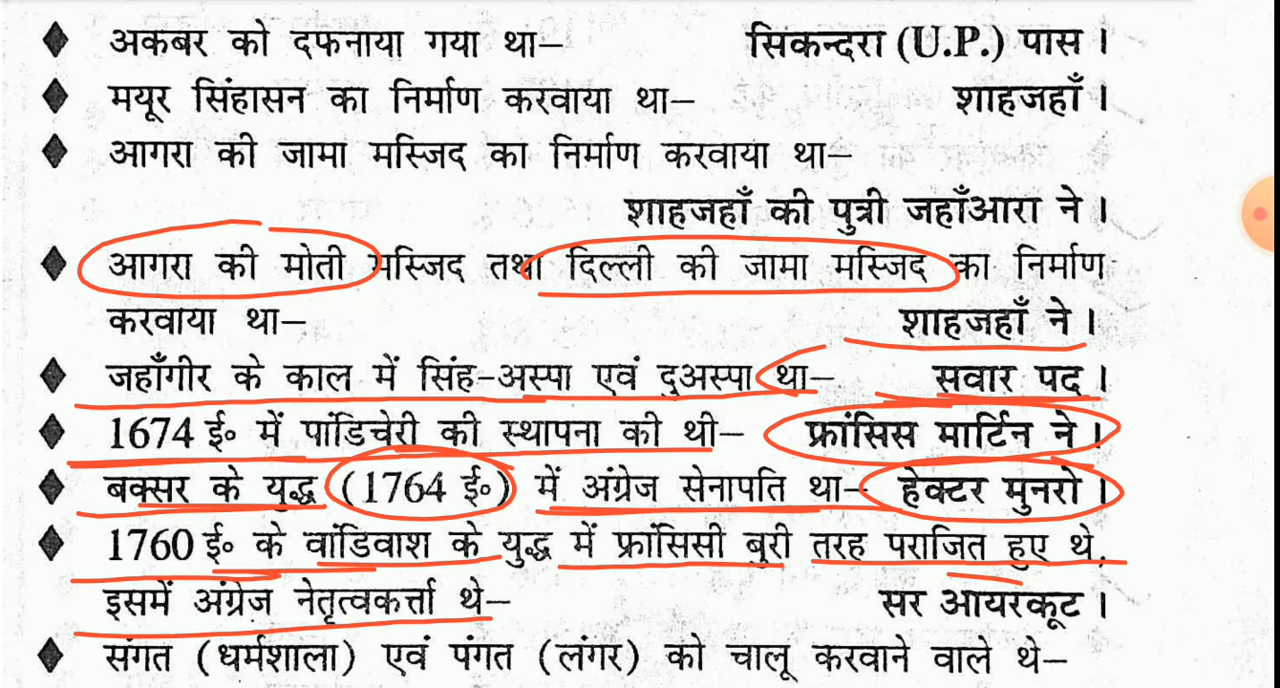 ♦ अकबर को दफनाया गया था– सिकन्दरा (U.P.) पास ।
♦ मयूर सिंहासन का निर्माण करवाया था– शाहजहाँ ।
♦ आगरा की जामा मस्जिद का निर्माण करवाया था–
शाहजहाँ की पुत्री जहाँआरा ने ।
♦ आगरा की मोती मस्जिद तथा दिल्ली की जामा मस्जिद का निर्माण
करवाया था– शाहजहाँ ने ।
♦ जहाँगीर के काल में सिंह-अस्पा एवं दुअस्पा था– सवार पद ।
♦ 1674 ई॰ में पांडिचेरी की स्थापना की थी– फ्रांसिस मार्टिन ने ।
♦ बक्सर के युद्ध (1764 ई॰) में अंग्रेज सेनापति था– हेक्टर मुनरो ।
♦ 1760 ई॰ के वांडिवाश के युद्ध में फ्रांसिसी बुरी तरह पराजित हुए थे,
इसमें अंग्रेज नेतृत्वकर्त्ता थे– सर आयरकूट ।
♦ संगत (धर्मशाला) एवं पंगत (लंगर) को चालू करवाने वाले थे–